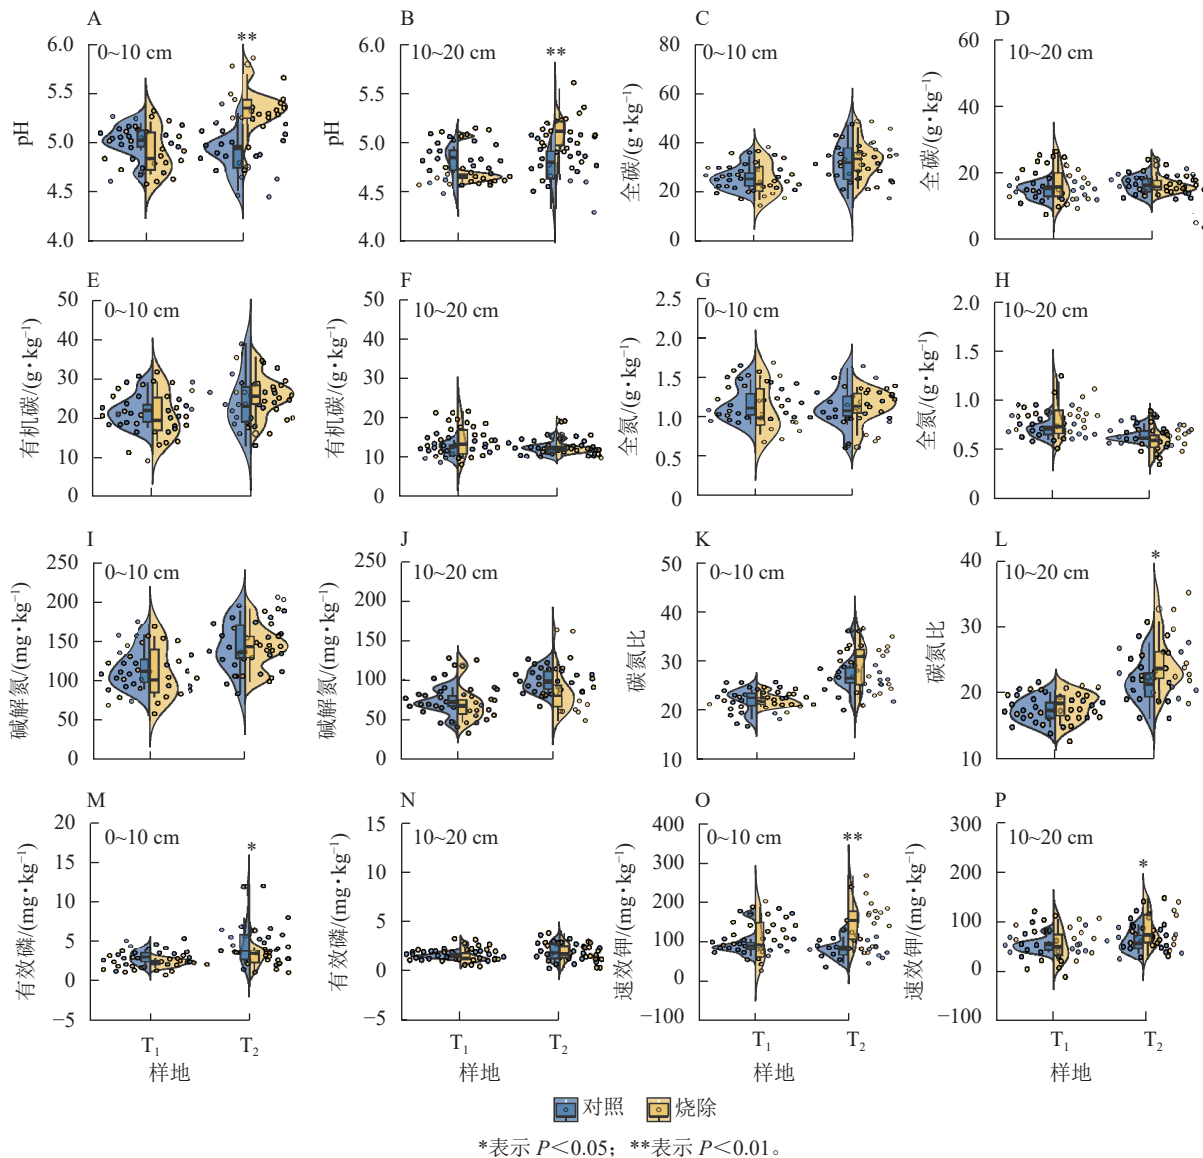 A
B
C
D
0~10 cm
10~20 cm
0~10 cm
10~20 cm
**
**
pH
6.0
5.5
5.0
4.5
4.0
pH
6.0
5.5
5.0
4.5
4.0
全碳/(g·kg⁻¹)
80
60
40
20
0
全碳/(g·kg⁻¹)
60
40
20
0
E
F
G
H
0~10 cm
10~20 cm
0~10 cm
10~20 cm
有机碳/(g·kg⁻¹)
50
40
30
20
10
0
有机碳/(g·kg⁻¹)
50
40
30
20
10
0
全氮/(g·kg⁻¹)
2.5
2.0
1.5
1.0
0.5
0
全氮/(g·kg⁻¹)
2.0
1.5
1.0
0.5
0
I
J
K
L
0~10 cm
10~20 cm
0~10 cm
10~20 cm
*
碱解氮/(mg·kg⁻¹)
250
200
150
100
50
0
碱解氮/(mg·kg⁻¹)
250
200
150
100
50
0
碳氮比
50
40
30
20
10
碳氮比
40
30
20
10
M
N
O
P
0~10 cm
10~20 cm
0~10 cm
10~20 cm
*
**
*
有效磷/(mg·kg⁻¹)
20
15
10
5
0
−5
有效磷/(mg·kg⁻¹)
15
10
5
0
−5
速效钾/(mg·kg⁻¹)
400
300
200
100
0
−100
速效钾/(mg·kg⁻¹)
300
200
100
0
−100
T₁ T₂
T₁ T₂
T₁ T₂
T₁ T₂
样地
样地
样地
样地
对照 烧除
*表示 P＜0.05；**表示 P＜0.01。